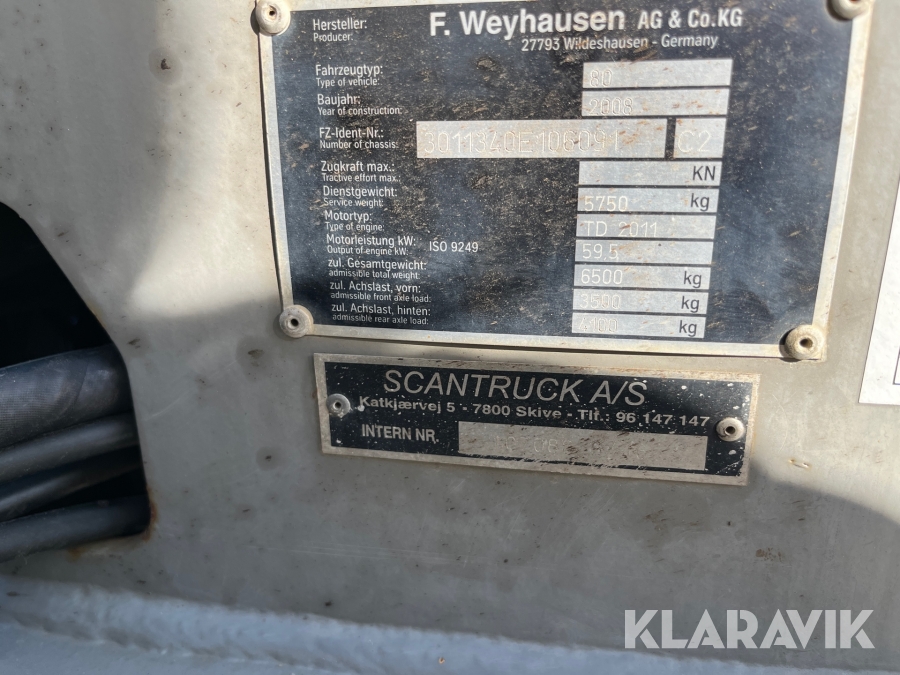 Hersteller: F. Weyhausen AG & Co.KG
Producer: 27793 Wildeshausen - Germany
Fahrzeugtyp: 80
Type of vehicle:
Baujahr: 2008
Year of construction:
FZ-Ident-Nr.: 3011340E106091 C2
Number of chassis:
Zugkraft max.: KN
Tractive effort max.:
Dienstgewicht: 5750 kg
Service weight:
Motortyp: TD 2011
Type of engine:
Motorleistung kW: ISO 9249 59.5
Output of engine kW:
zul. Gesamtgewicht: 6500 kg
admissible total weight:
zul. Achslast, vorn: 3500 kg
admissible front axle load:
zul. Achslast, hinten: kg
admissible rear axle load:
SCANTRUCK A/S
Katkjærvej 5 - 7800 Skive - Tlf.: 96 147 147
INTERN NR.
KLARAVIK